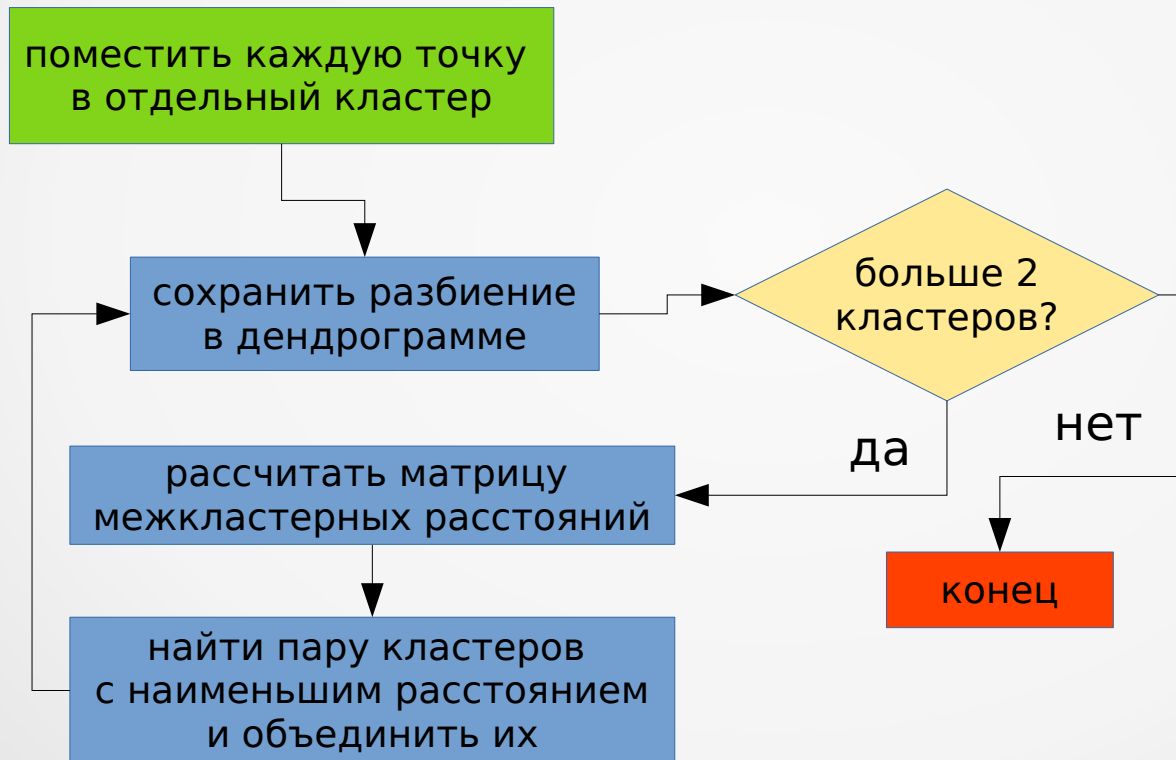 поместить каждую точку
в отдельный кластер
сохранить разбиение
в дендрограмме
больше 2
кластеров?
да
нет
рассчитать матрицу
межкластерных расстояний
конец
найти пару кластеров
с наименьшим расстоянием
и объединить их